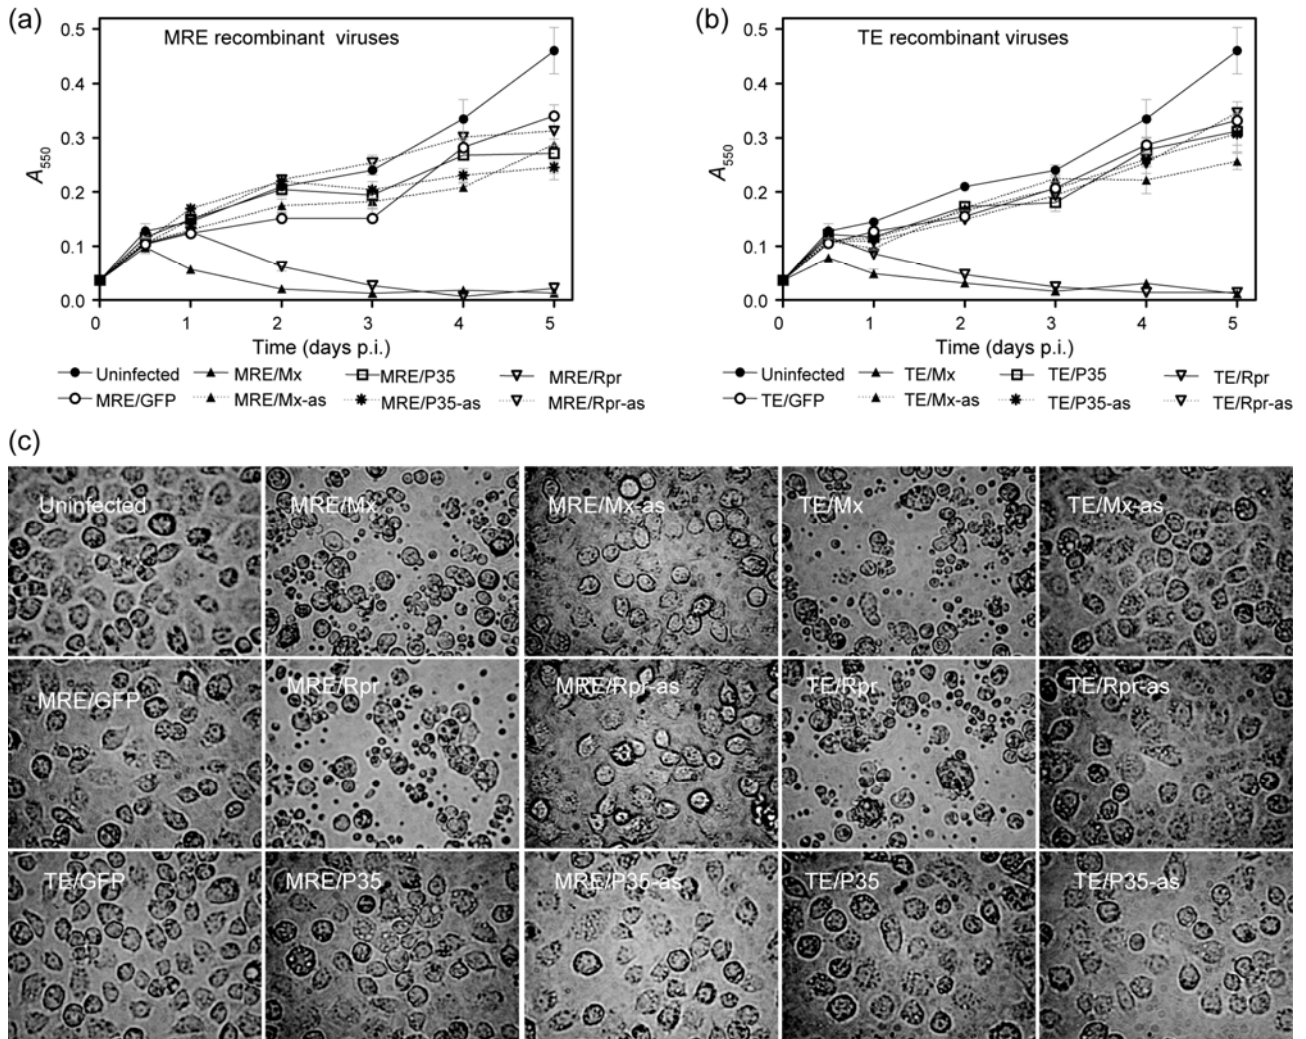 (a)
MRE recombinant viruses
0.5
0.4
0.3
0.2
0.1
0.0
A550
0 1 2 3 4 5
Time (days p.i.)
Uninfected MRE/Mx MRE/P35 MRE/Rpr
MRE/GFP MRE/Mx-as MRE/P35-as MRE/Rpr-as
(b)
TE recombinant viruses
0.5
0.4
0.3
0.2
0.1
0.0
A550
0 1 2 3 4 5
Time (days p.i.)
Uninfected TE/Mx TE/P35 TE/Rpr
TE/GFP TE/Mx-as TE/P35-as TE/Rpr-as
(c)
Uninfected MRE/Mx MRE/Mx-as TE/Mx TE/Mx-as
MRE/GFP MRE/Rpr MRE/Rpr-as TE/Rpr TE/Rpr-as
TE/GFP MRE/P35 MRE/P35-as TE/P35 TE/P35-as